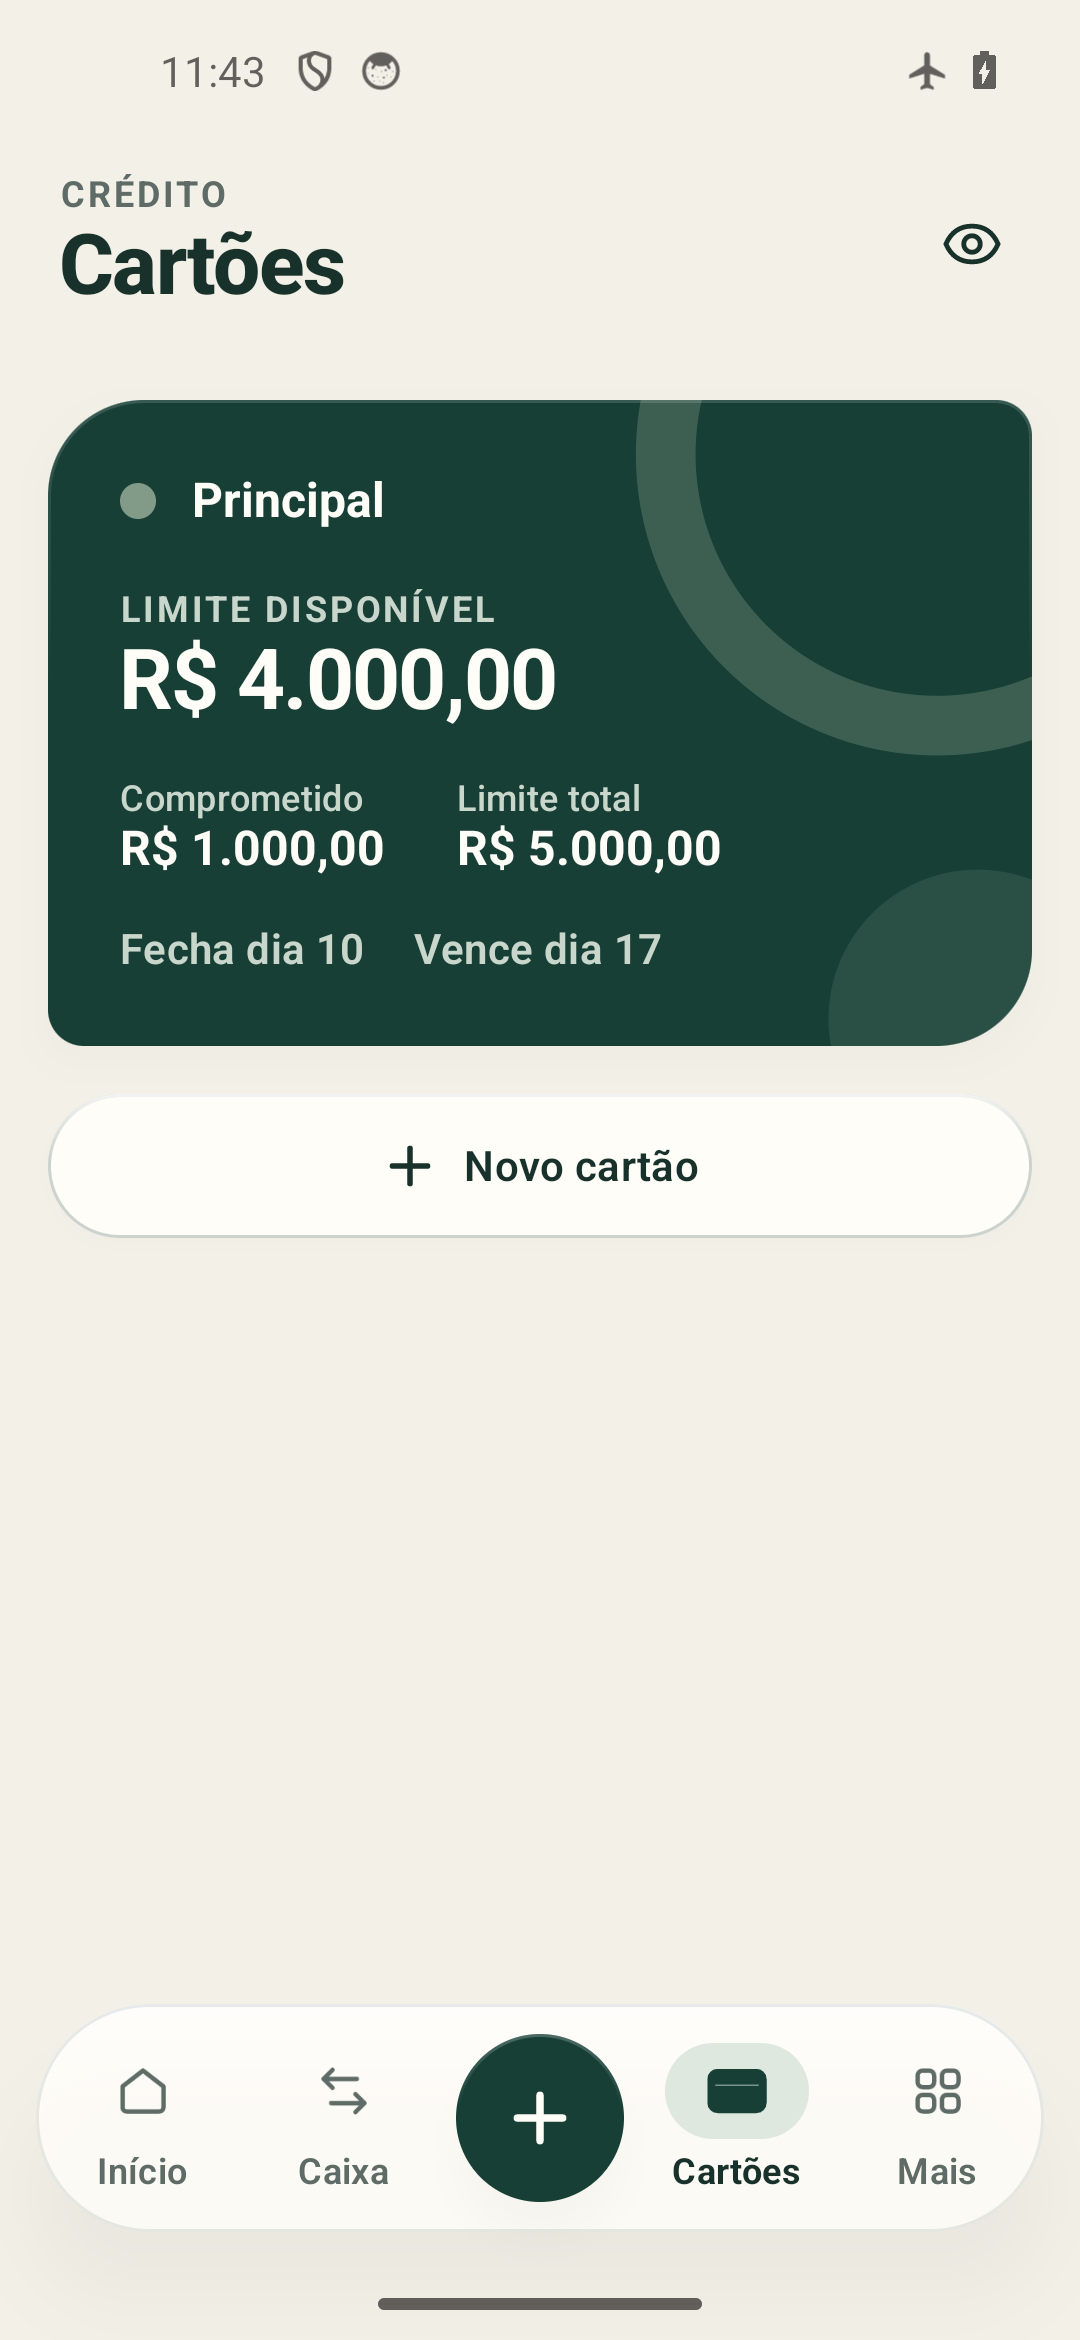 11:43
CRÉDITO
Cartões
Principal
LIMITE DISPONÍVEL
R$ 4.000,00
Comprometido Limite total
R$ 1.000,00 R$ 5.000,00
Fecha dia 10 Vence dia 17
Novo cartão
Início Caixa Cartões Mais